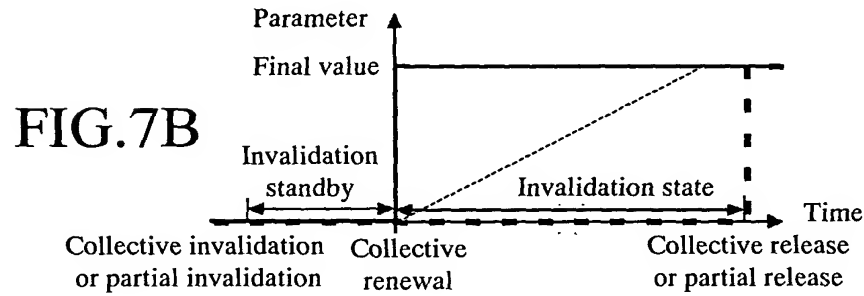 Parameter
Final value
FIG.7B
Invalidation
standby
Invalidation state
Time
Collective invalidation
or partial invalidation
Collective
renewal
Collective release
or partial release